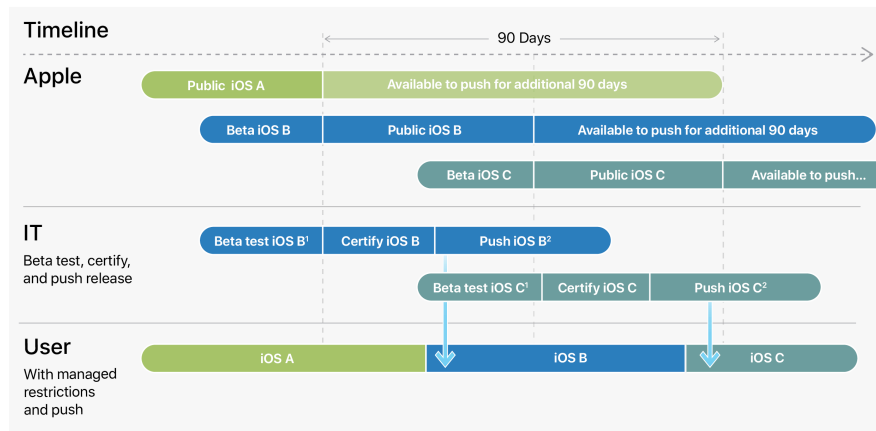 Timeline
90 Days
Apple
Public iOS A
Available to push for additional 90 days
Beta iOS B
Public iOS B
Available to push for additional 90 days
Beta iOS C
Public iOS C
Available to push...
IT
Beta test, certify,
and push release
Beta test iOS B¹
Certify iOS B
Push iOS B²
Beta test iOS C¹
Certify iOS C
Push iOS C²
User
With managed
restrictions
and push
iOS A
iOS B
iOS C